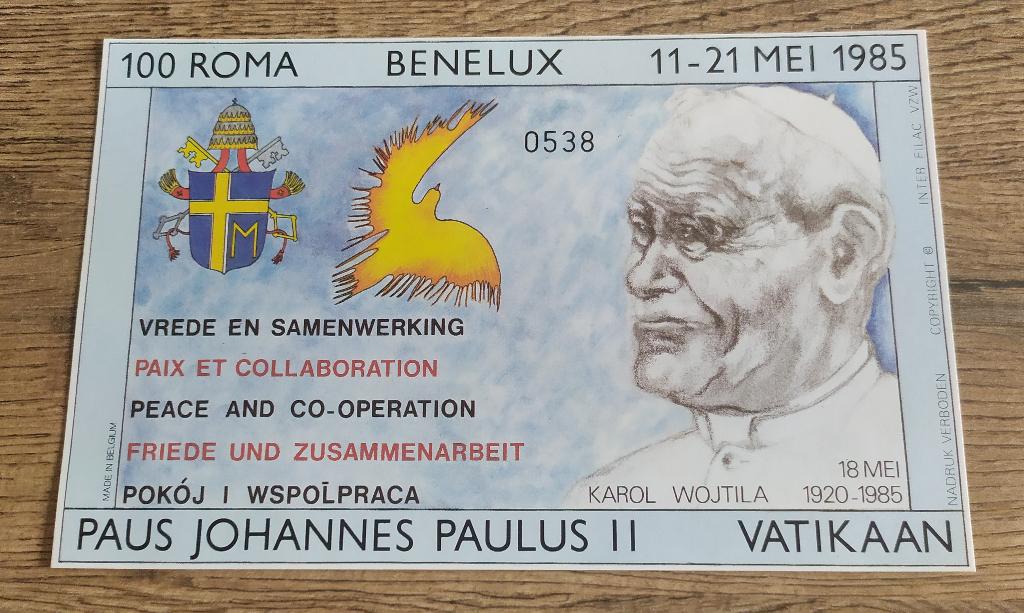 100 ROMA BENELUX 11-21 MEI 1985
0538
M
VREDE EN SAMENWERKING
PAIX ET COLLABORATION
PEACE AND CO-OPERATION
FRIEDE UND ZUSAMMENARBEIT
POKÓJ I WSPOĪPRACA
18 MEI
KAROL WOJTILA 1920-1985
PAUS JOHANNES PAULUS II VATIKAAN
MADE IN BELGIUM
NADRUK VERBODEN COPYRIGHT © INTER FILAC VZW